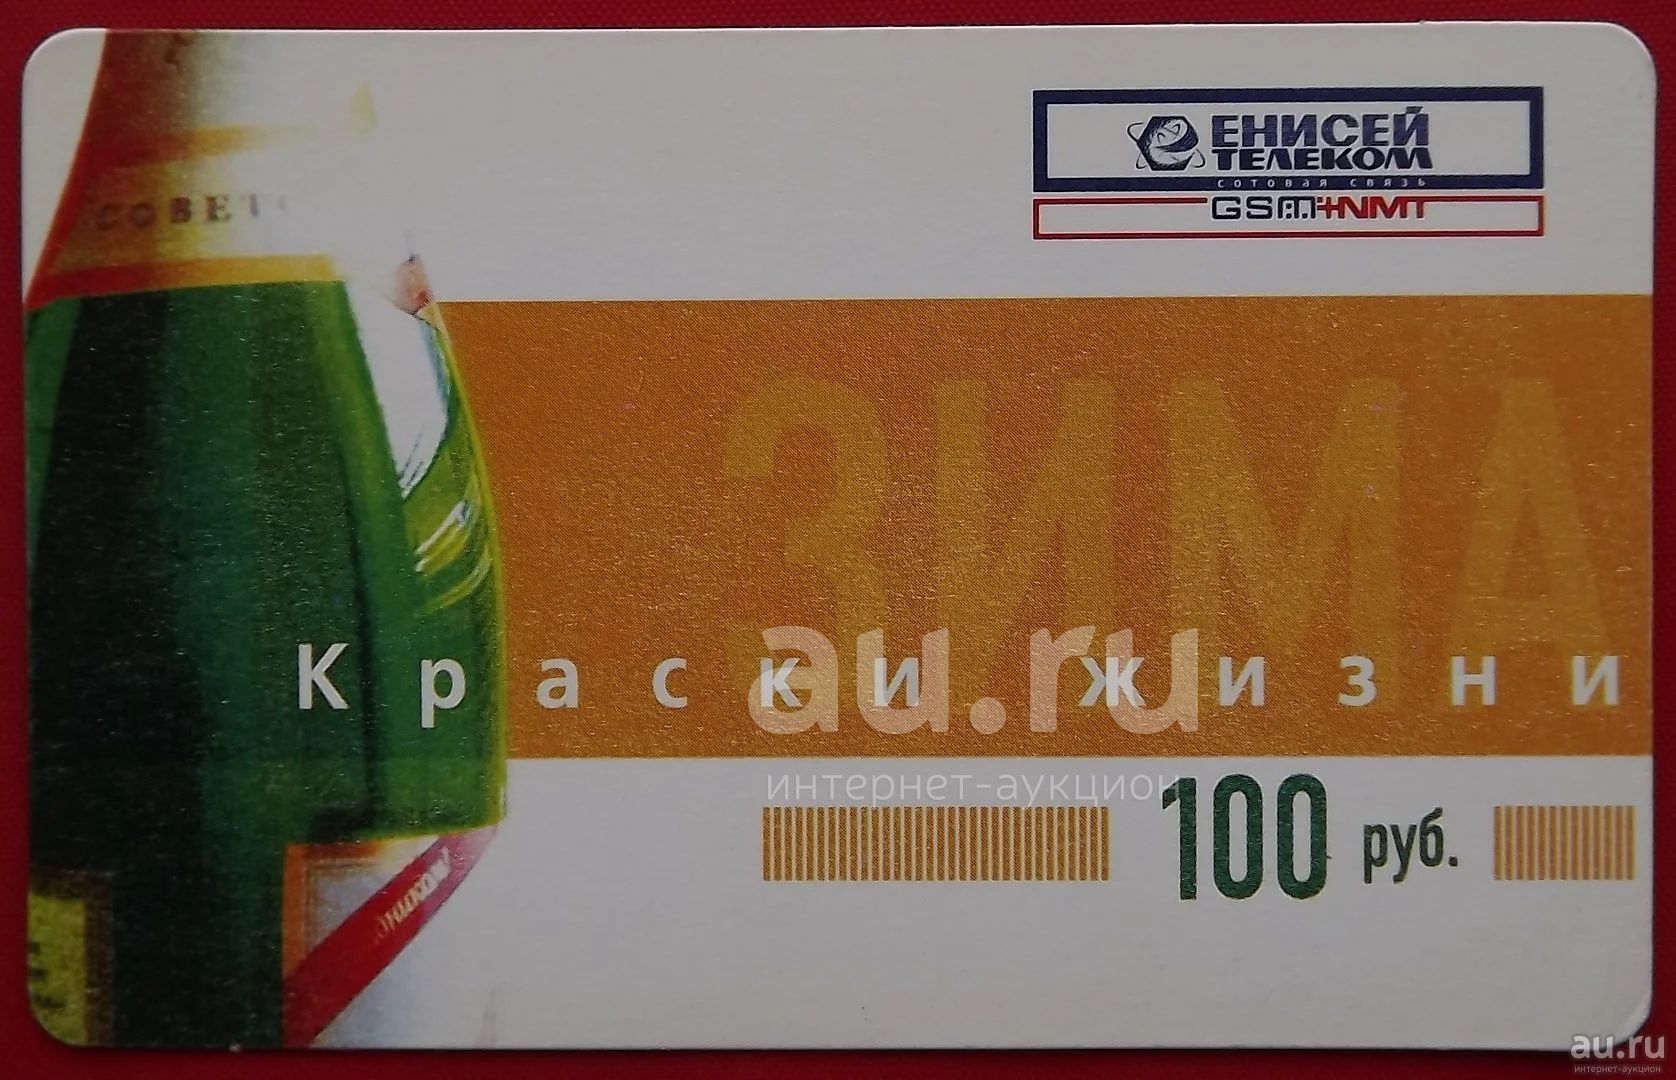 ЕНИСЕЙ
ТЕЛЕКОМ
сотовая связь
GSM+NMT
СОВЕТ
ЗИМА
Краски жизни
au.ru
интернет-аукцион
100 руб.
au.ru
интернет-аукцион